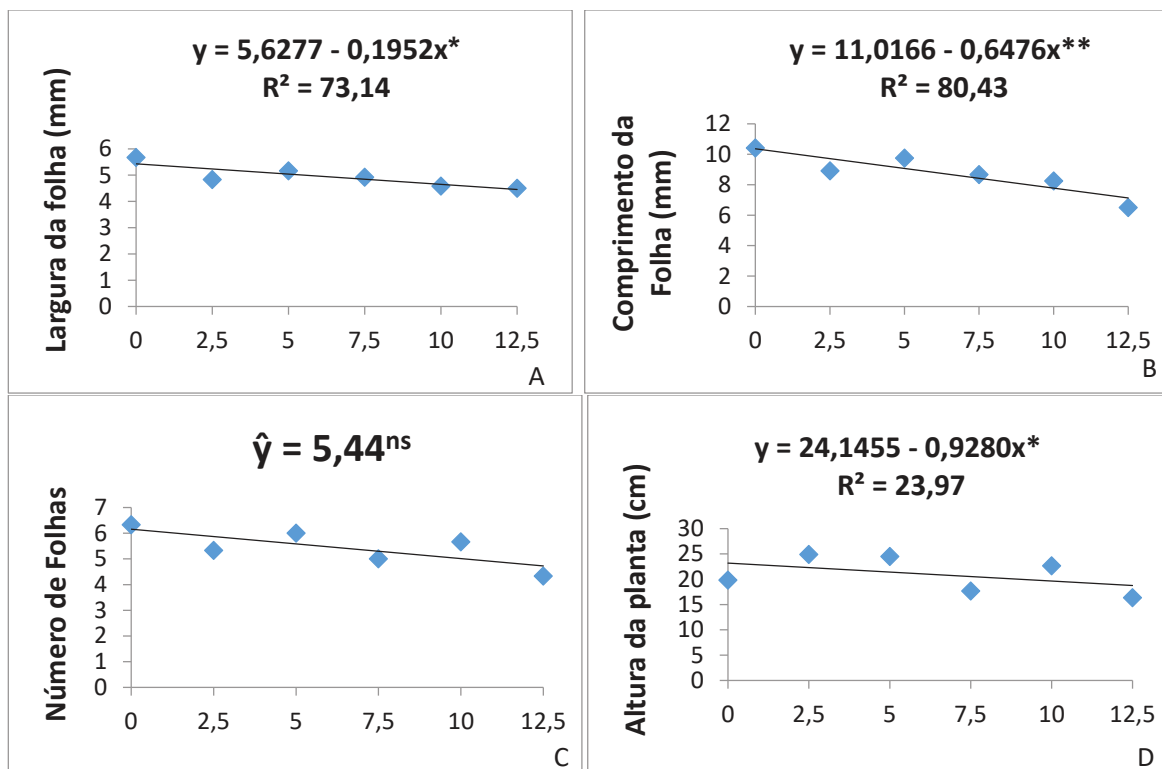 y = 5,6277 - 0,1952x*
R² = 73,14
Largura da folha (mm)
6
5
4
3
2
1
0
0 2,5 5 7,5 10 12,5
A
y = 11,0166 - 0,6476x**
R² = 80,43
Comprimento da
Folha (mm)
12
10
8
6
4
2
0
0 2,5 5 7,5 10 12,5
B
ŷ = 5,44ⁿˢ
Número de Folhas
7
6
5
4
3
2
1
0
0 2,5 5 7,5 10 12,5
C
y = 24,1455 - 0,9280x*
R² = 23,97
Altura da planta (cm)
30
25
20
15
10
5
0
0 2,5 5 7,5 10 12,5
D